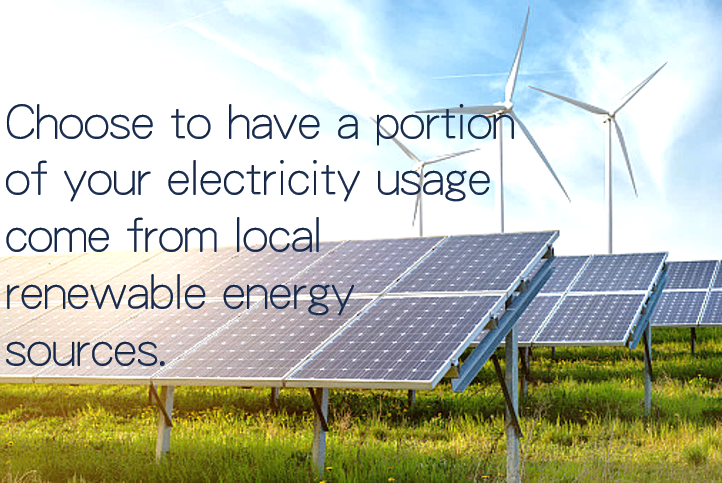 Choose to have a portion
of your electricity usage
come from local
renewable energy
sources.